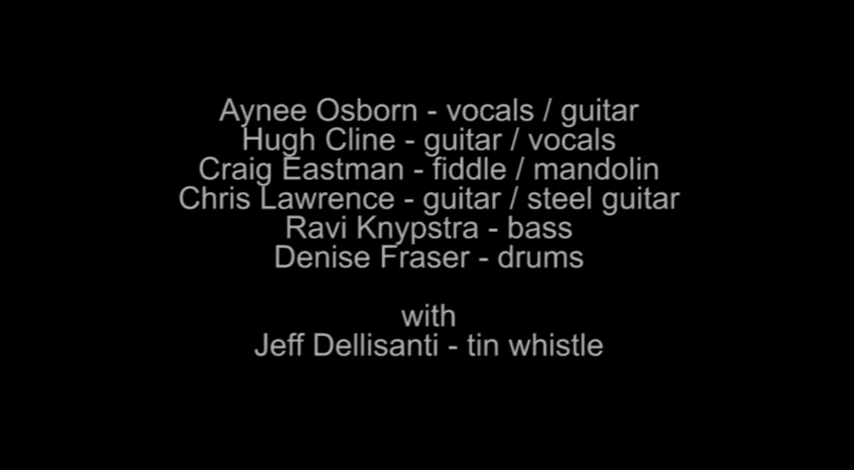 Aynee Osborn - vocals / guitar
Hugh Cline - guitar / vocals
Craig Eastman - fiddle / mandolin
Chris Lawrence - guitar / steel guitar
Ravi Knypstra - bass
Denise Fraser - drums
with
Jeff Dellisanti - tin whistle